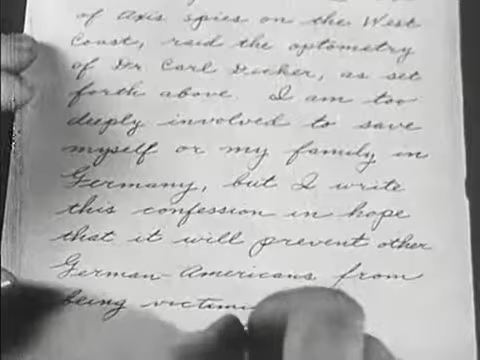 of Axis spies on the West
Coast, raid the optometry
of Dr. Carl Decker, as set
forth above. I am too
deeply involved to save
myself or my family in
Germany, but I write
this confession in hope
that it will prevent other
German-Americans from
being